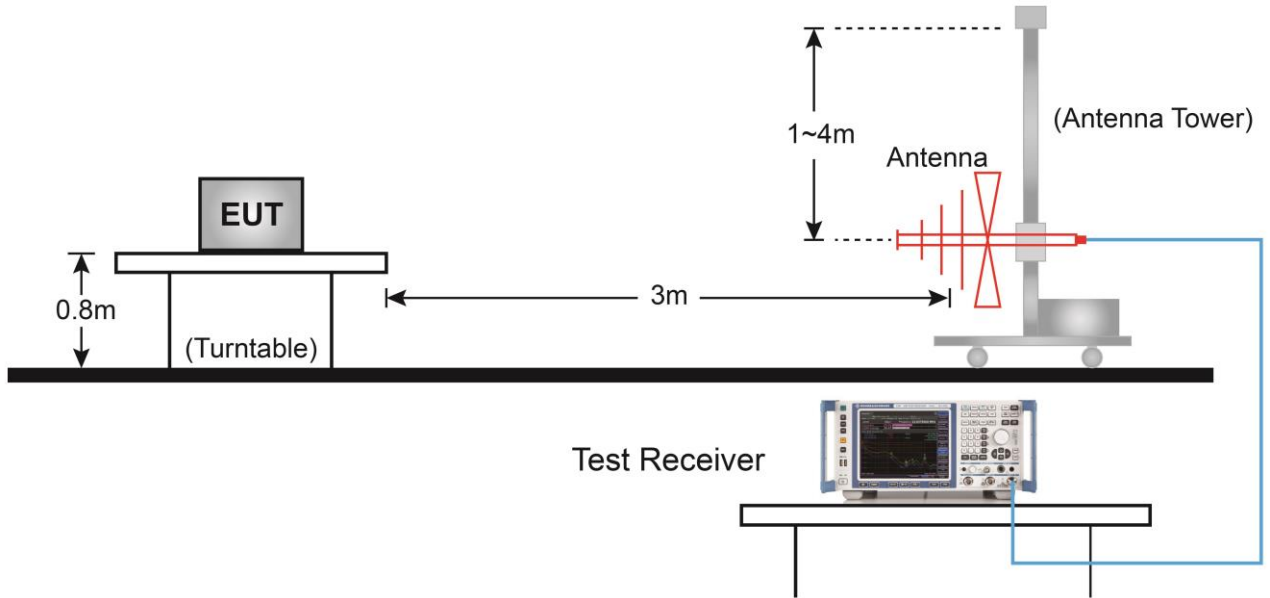 1~4m
(Antenna Tower)
Antenna
EUT
0.8m
3m
(Turntable)
Test Receiver